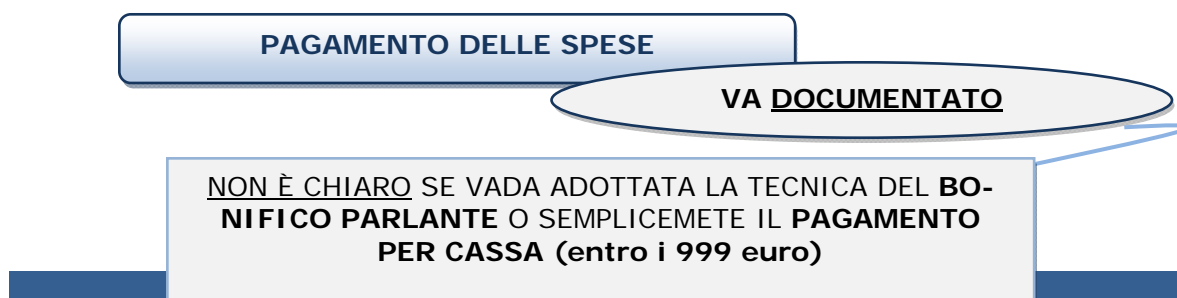 PAGAMENTO DELLE SPESE
VA DOCUMENTATO
NON È CHIARO SE VADA ADOTTATA LA TECNICA DEL BO-
NIFICO PARLANTE O SEMPLICEMETE IL PAGAMENTO
PER CASSA (entro i 999 euro)